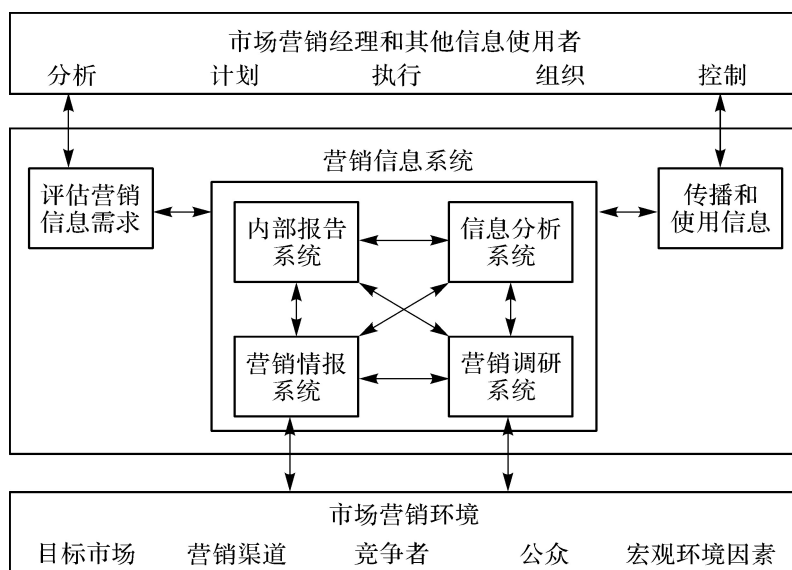 市场营销经理和其他信息使用者
分析 计划 执行 组织 控制
营销信息系统
评估营销
信息需求
内部报告
系统
信息分析
系统
传播和
使用信息
营销情报
系统
营销调研
系统
市场营销环境
目标市场 营销渠道 竞争者 公众 宏观环境因素